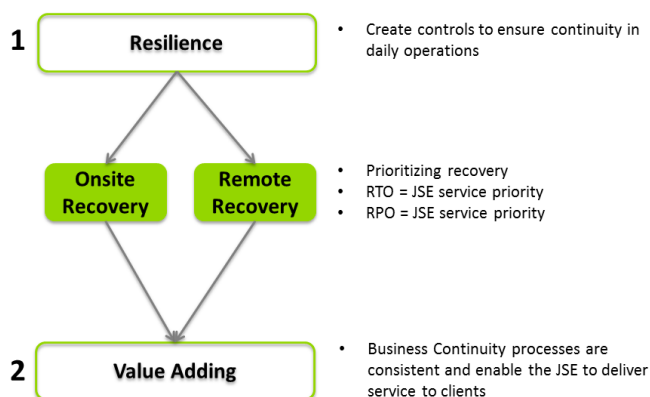 1
Resilience
• Create controls to ensure continuity in
daily operations
Onsite
Recovery
Remote
Recovery
• Prioritizing recovery
• RTO = JSE service priority
• RPO = JSE service priority
2
Value Adding
• Business Continuity processes are
consistent and enable the JSE to deliver
service to clients